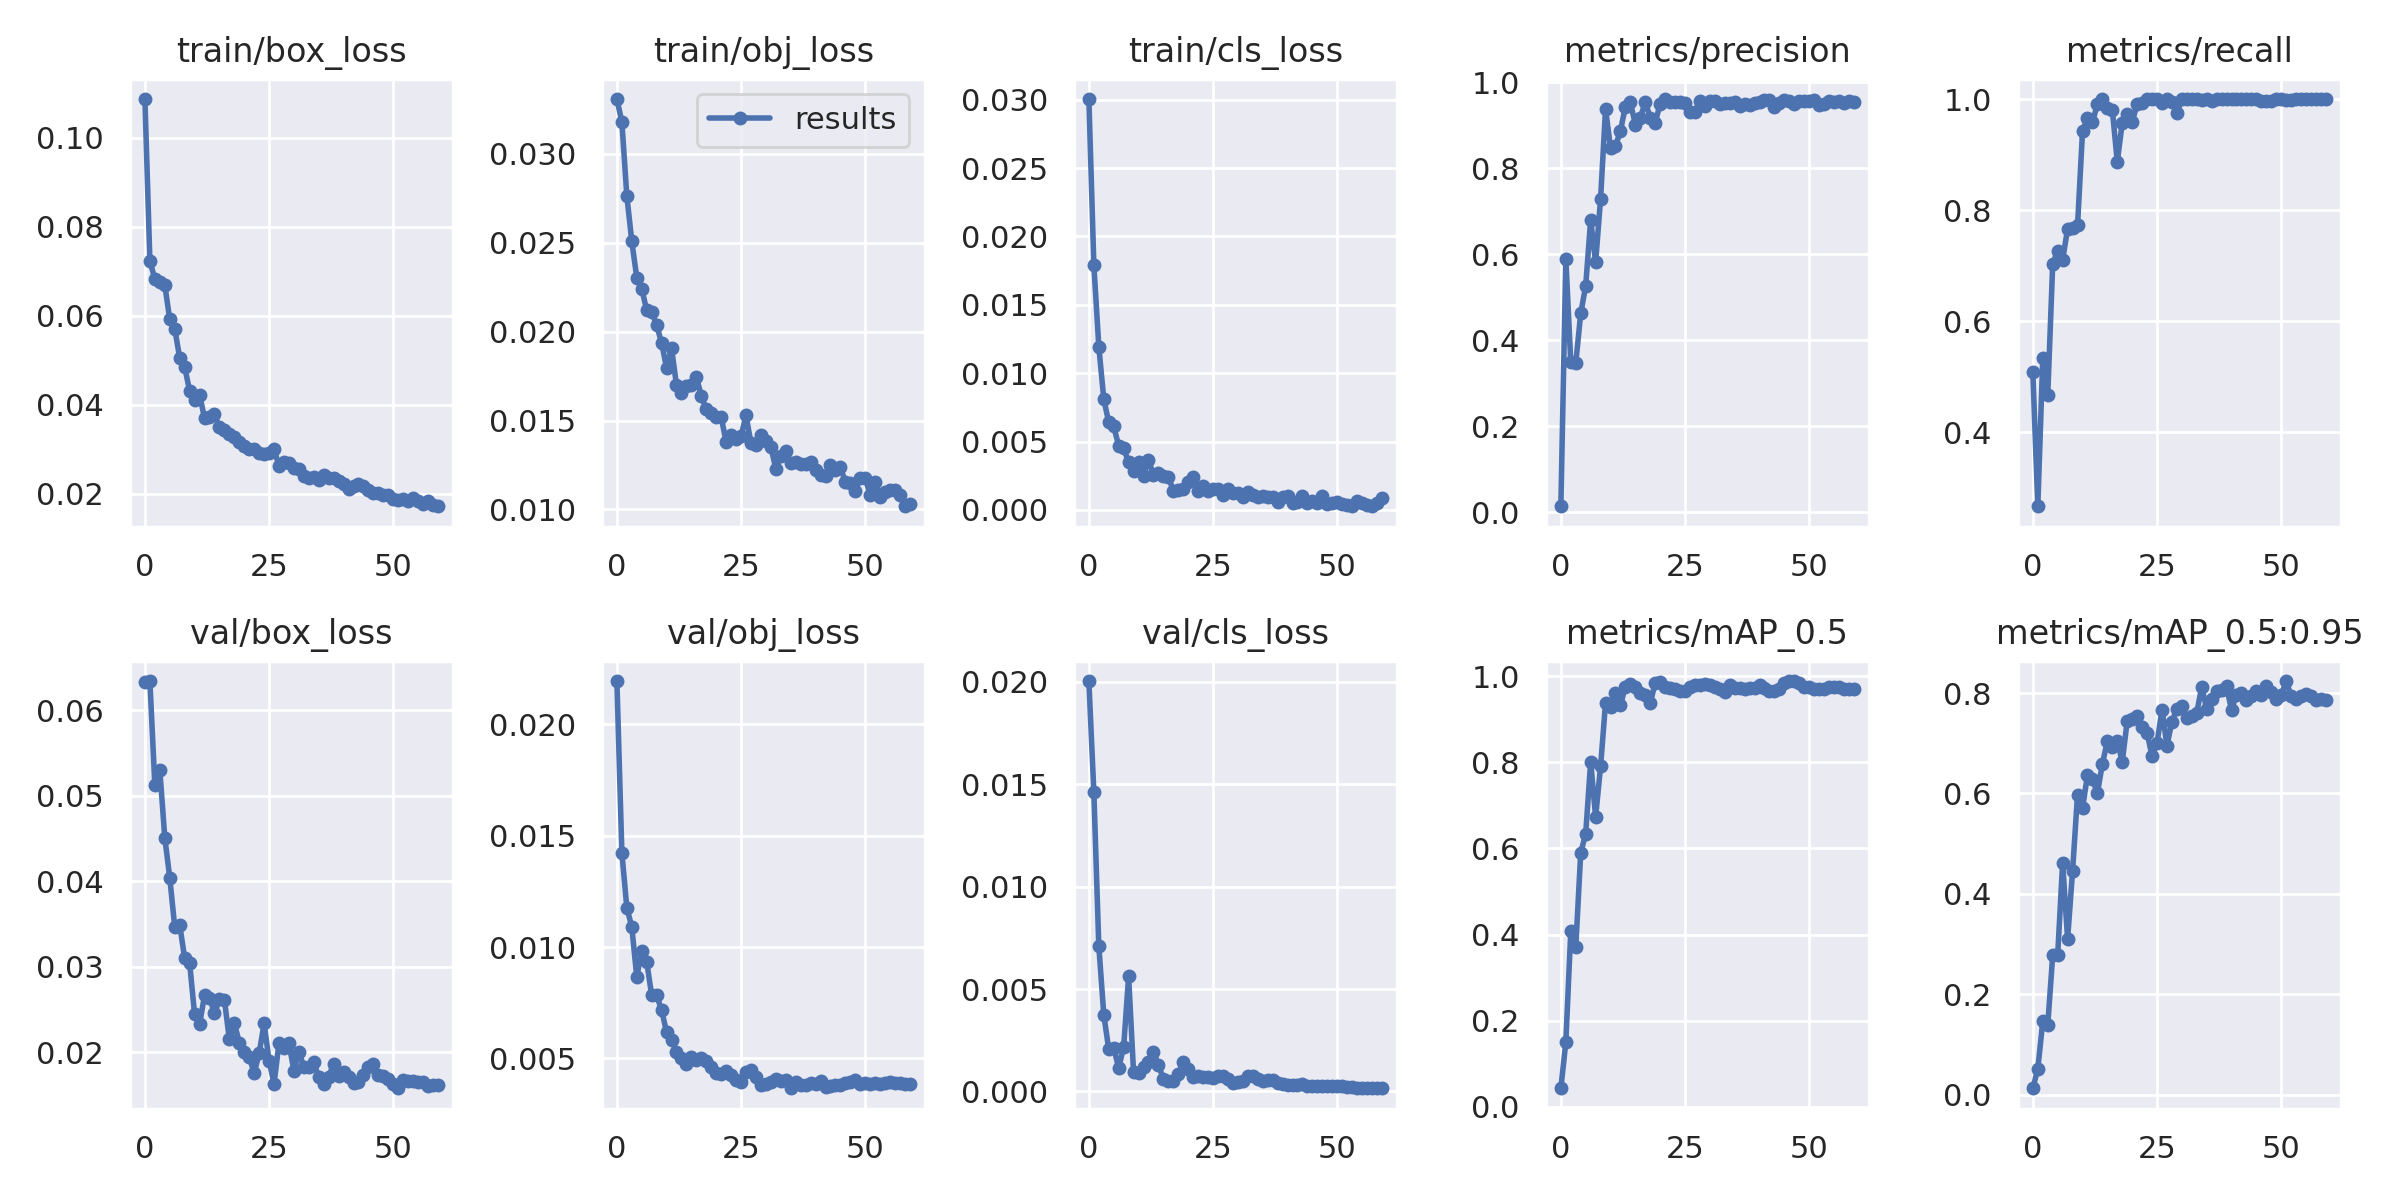 train/box_loss
train/obj_loss
train/cls_loss
metrics/precision
metrics/recall
0.10
0.08
0.06
0.04
0.02
0 25 50
results
0.030
0.025
0.020
0.015
0.010
0 25 50
0.030
0.025
0.020
0.015
0.010
0.005
0.000
0 25 50
1.0
0.8
0.6
0.4
0.2
0.0
0 25 50
1.0
0.8
0.6
0.4
0 25 50
val/box_loss
val/obj_loss
val/cls_loss
metrics/mAP_0.5
metrics/mAP_0.5:0.95
0.06
0.05
0.04
0.03
0.02
0 25 50
0.020
0.015
0.010
0.005
0 25 50
0.020
0.015
0.010
0.005
0.000
0 25 50
1.0
0.8
0.6
0.4
0.2
0.0
0 25 50
0.8
0.6
0.4
0.2
0.0
0 25 50